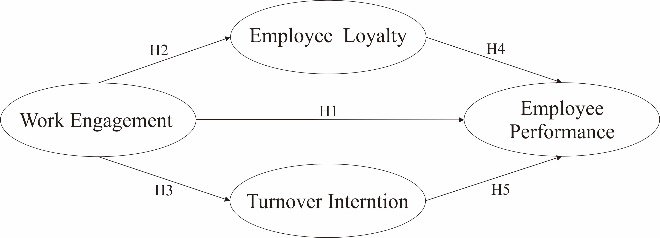 Employee Loyalty
H2
H4
Work Engagement
H1
Employee
Performance
H3
H5
Turnover Interntion